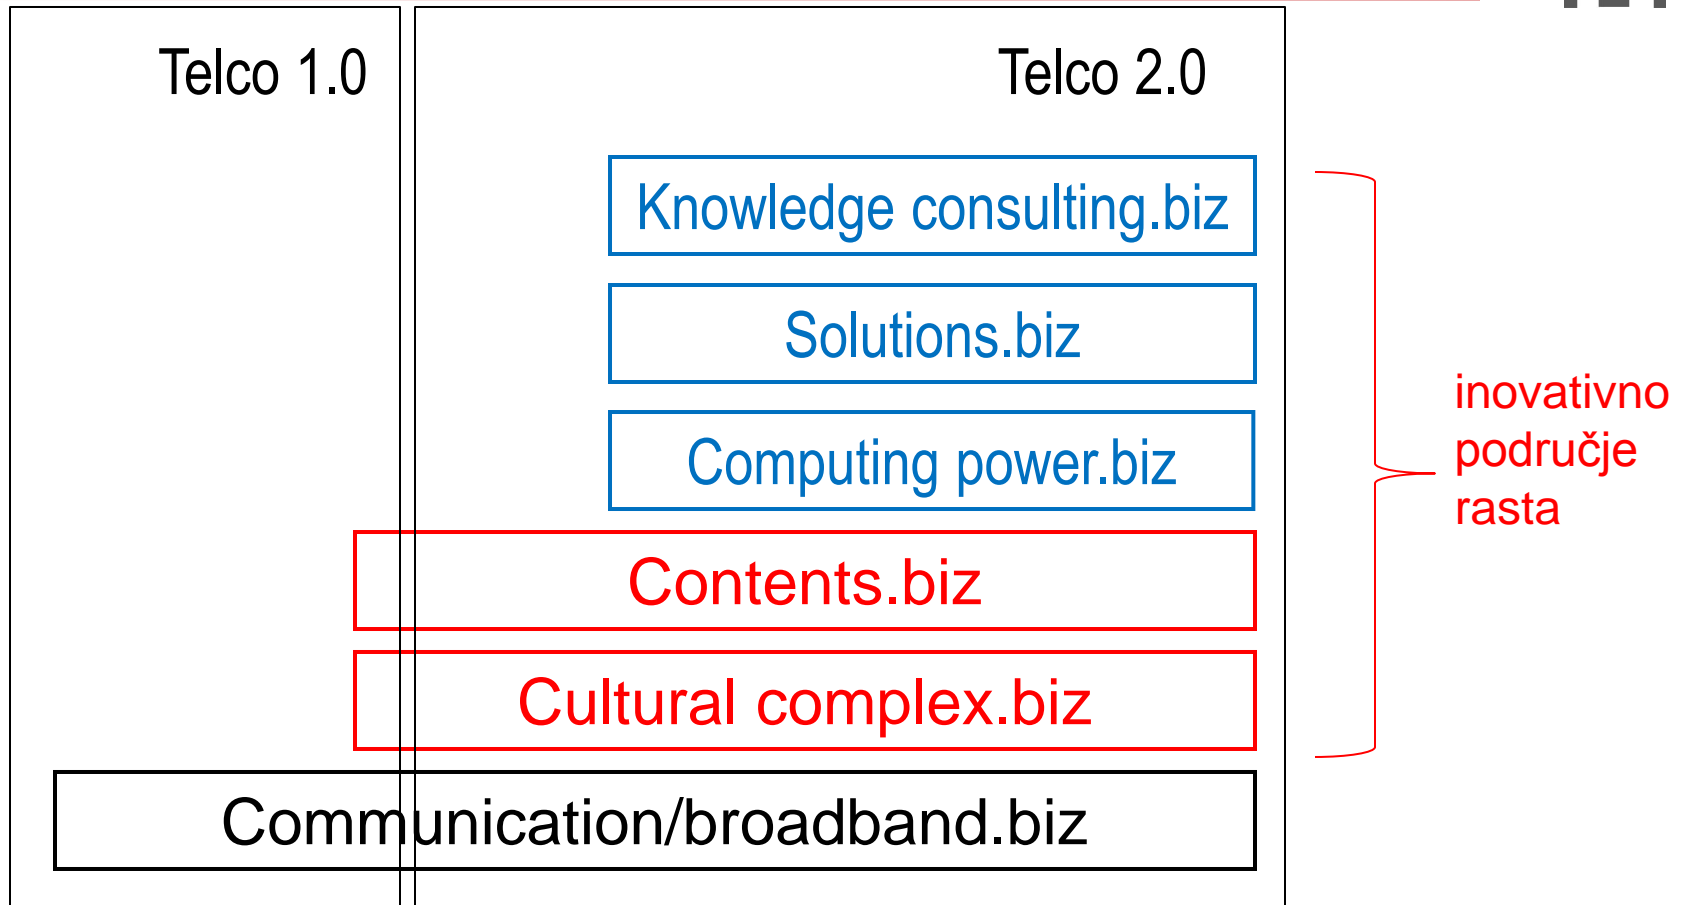 Telco 1.0
Telco 2.0
Knowledge consulting.biz
Solutions.biz
Computing power.biz
Contents.biz
Cultural complex.biz
Communication/broadband.biz
inovativno
područje
rasta